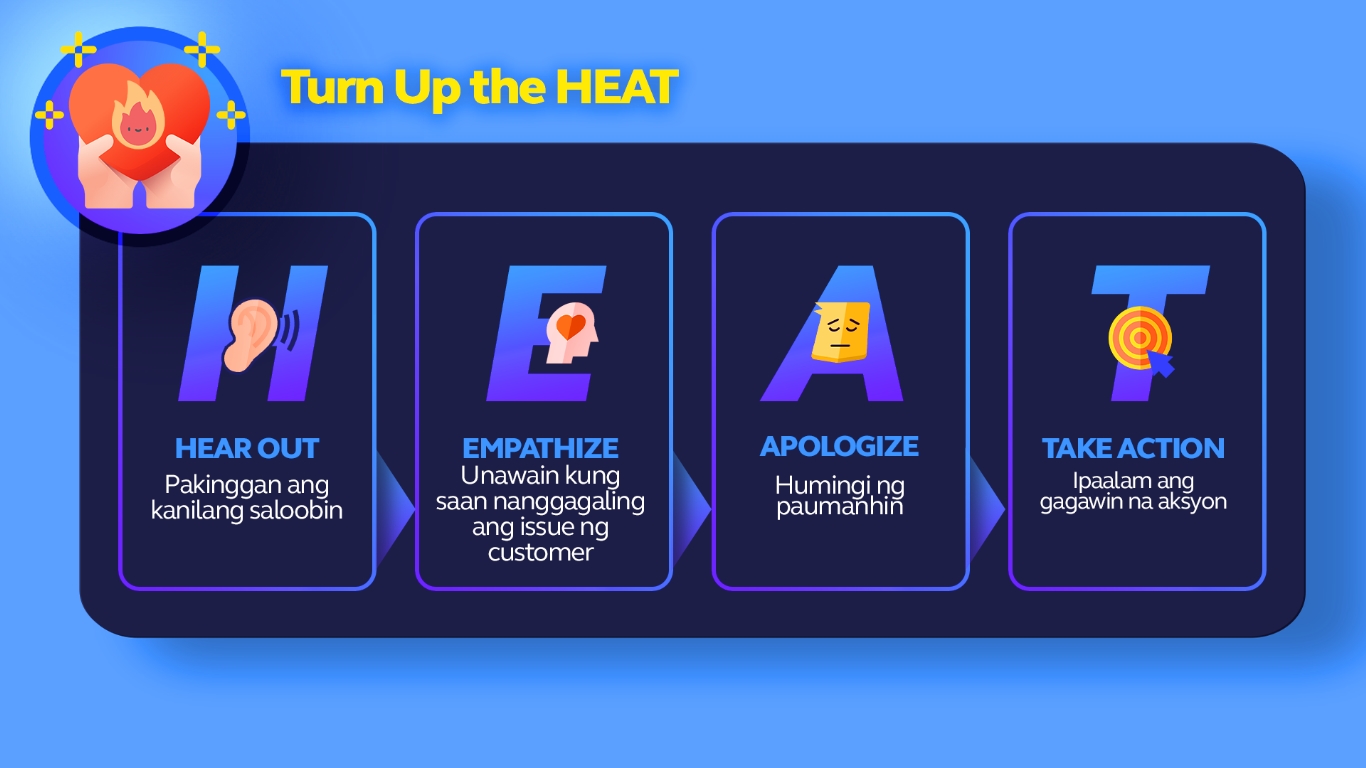 Turn Up the HEAT
H
HEAR OUT
Pakinggan ang
kanilang saloobin
E
EMPATHIZE
Unawain kung
saan nanggagaling
ang issue ng
customer
A
APOLOGIZE
Humingi ng
paumanhin
T
TAKE ACTION
Ipaalam ang
gagawin na aksyon